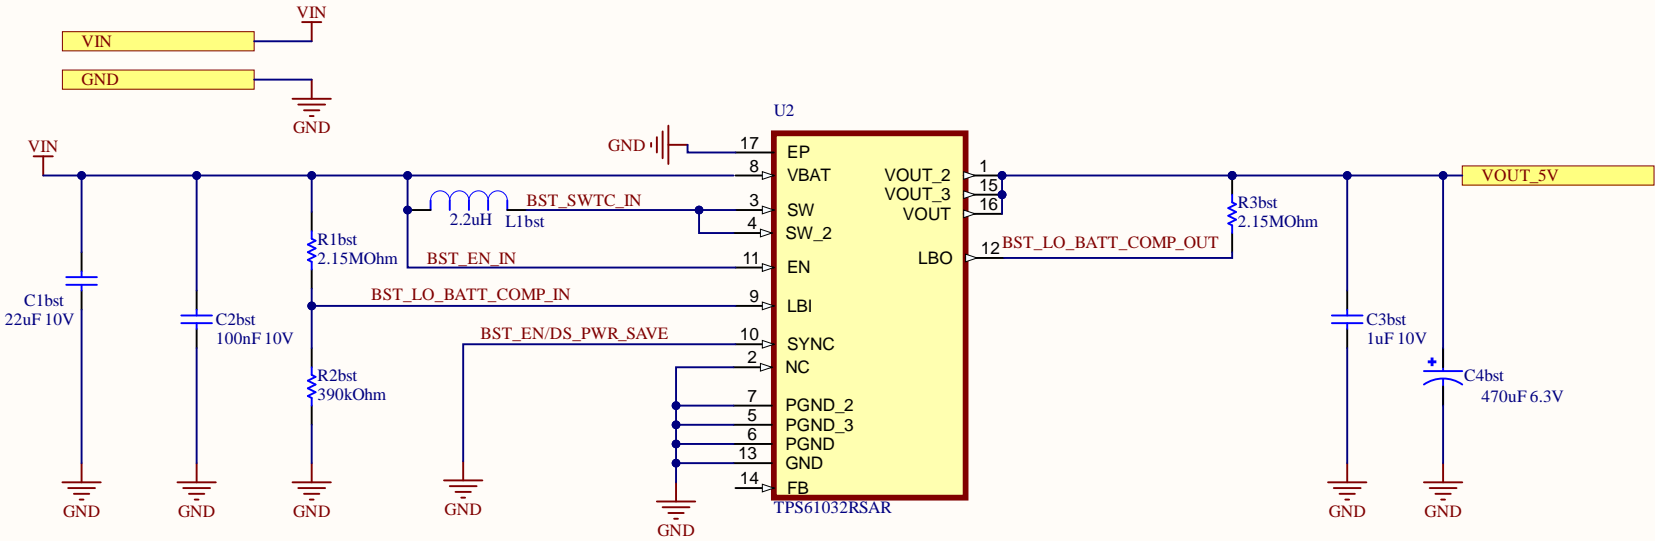 VIN
VIN
GND
GND
U2
VIN
GND
17
EP
8
VBAT
VOUT_2
1
VOUT_5V
VOUT_3
15
BST_SWTC_IN
3
SW
VOUT
16
R3bst
2.15MOhm
2.2uH
L1bst
4
SW_2
R1bst
2.15MOhm
BST_EN_IN
11
EN
LBO
12
BST_LO_BATT_COMP_OUT
BST_LO_BATT_COMP_IN
9
LBI
C1bst
22uF 10V
C2bst
100nF 10V
BST_EN/DS_PWR_SAVE
10
SYNC
2
NC
C3bst
1uF 10V
R2bst
390kOhm
C4bst
470uF 6.3V
7
PGND_2
5
PGND_3
6
PGND
13
GND
14
FB
TPS61032RSAR
GND
GND
GND
GND
GND
GND
GND